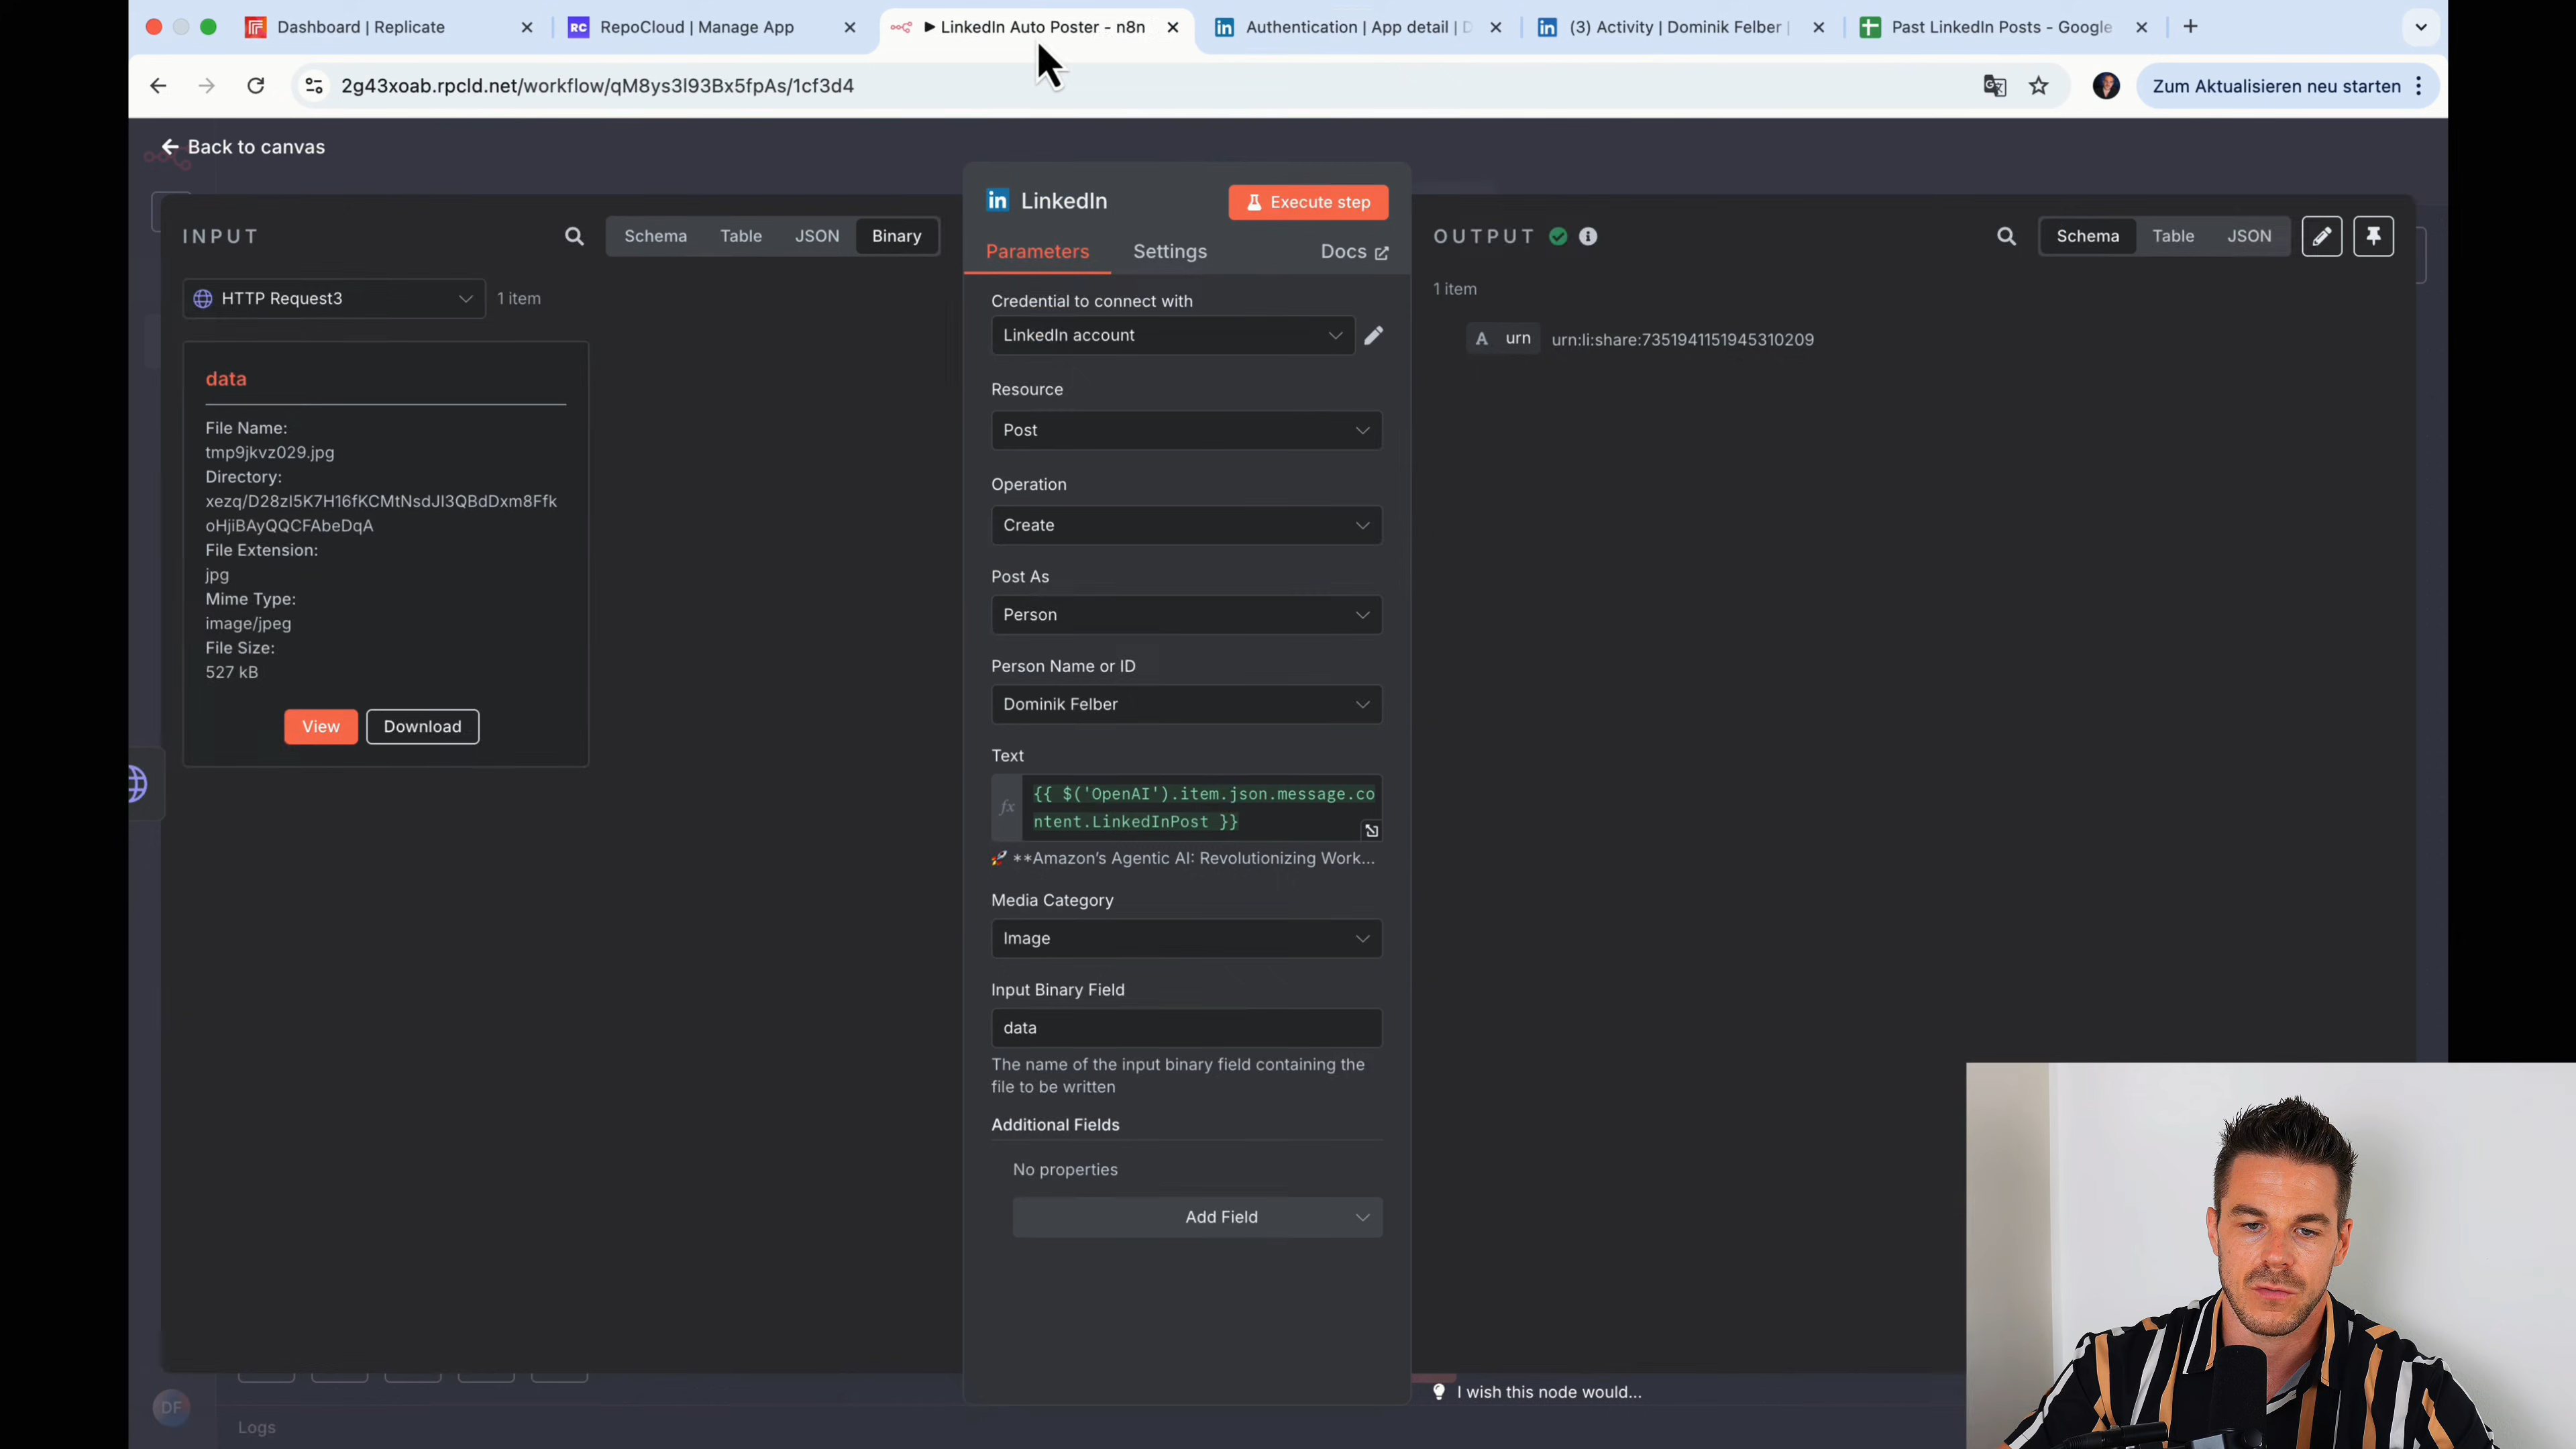 Dashboard | Replicate
RepoCloud | Manage App
▶ LinkedIn Auto Poster - n8n
Authentication | App detail | D
(3) Activity | Dominik Felber |
Past LinkedIn Posts - Google
2g43xoab.rpcld.net/workflow/qM8ys3l93Bx5fpAs/1cf3d4
Zum Aktualisieren neu starten
Back to canvas
INPUT
Schema
Table
JSON
Binary
HTTP Request3
1 item
data
File Name:
tmp9jkvz029.jpg
Directory:
xezq/D28zI5K7H16fKCMtNsdJI3QBdDxm8Ffk
oHjiBAyQQCFAbeDqA
File Extension:
jpg
Mime Type:
image/jpeg
File Size:
527 kB
View
Download
LinkedIn
Execute step
Parameters
Settings
Docs
Credential to connect with
LinkedIn account
Resource
Post
Operation
Create
Post As
Person
Person Name or ID
Dominik Felber
Text
fx
{{ $('OpenAI').item.json.message.co
ntent.LinkedInPost }}
🚀 **Amazon’s Agentic AI: Revolutionizing Work...
Media Category
Image
Input Binary Field
data
The name of the input binary field containing the
file to be written
Additional Fields
No properties
Add Field
OUTPUT
Schema
Table
JSON
1 item
A urn urn:li:share:7351941151945310209
I wish this node would...
DF
Logs